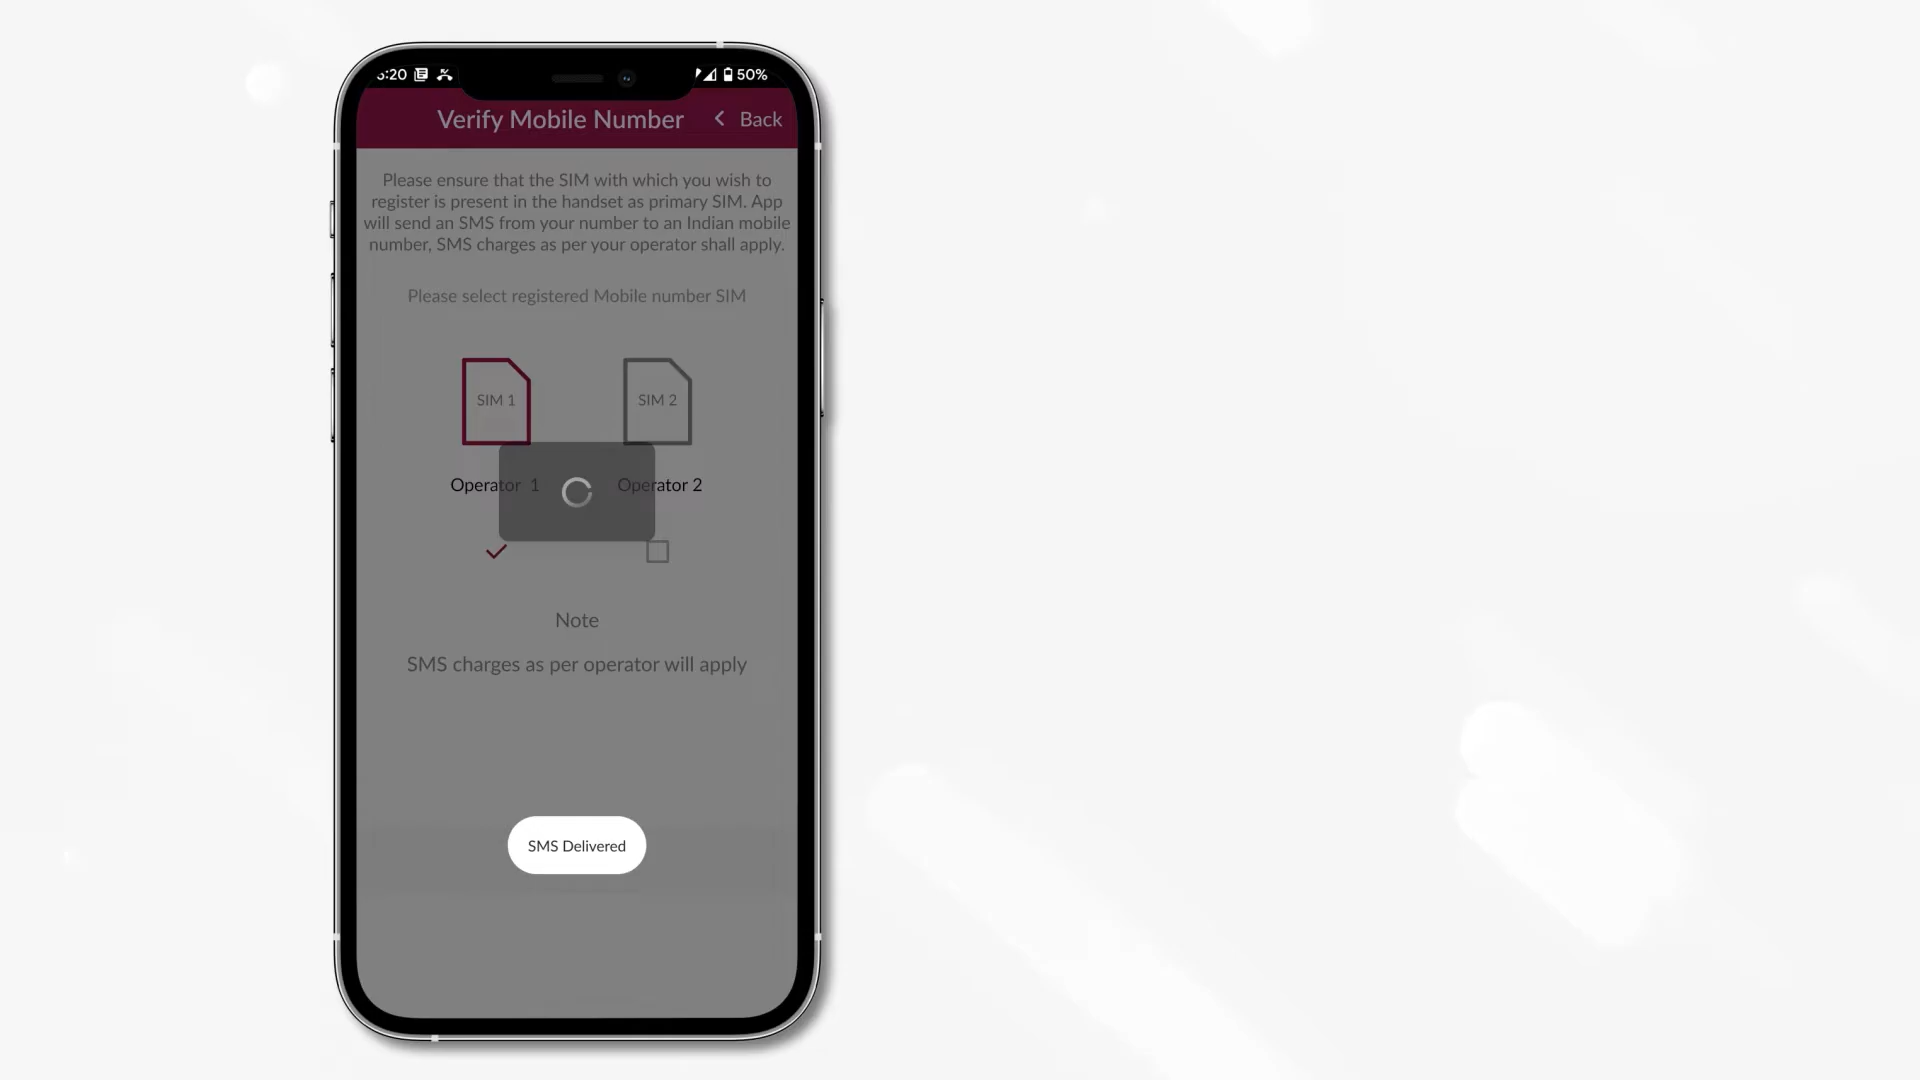 :20 50%
Verify Mobile Number < Back
Please ensure that the SIM with which you wish to
register is present in the handset as primary SIM. App
will send an SMS from your number to an Indian mobile
number, SMS charges as per your operator shall apply.
Please select registered Mobile number SIM
SIM 1 SIM 2
Operator 1 Operator 2
Note
SMS charges as per operator will apply
SMS Delivered